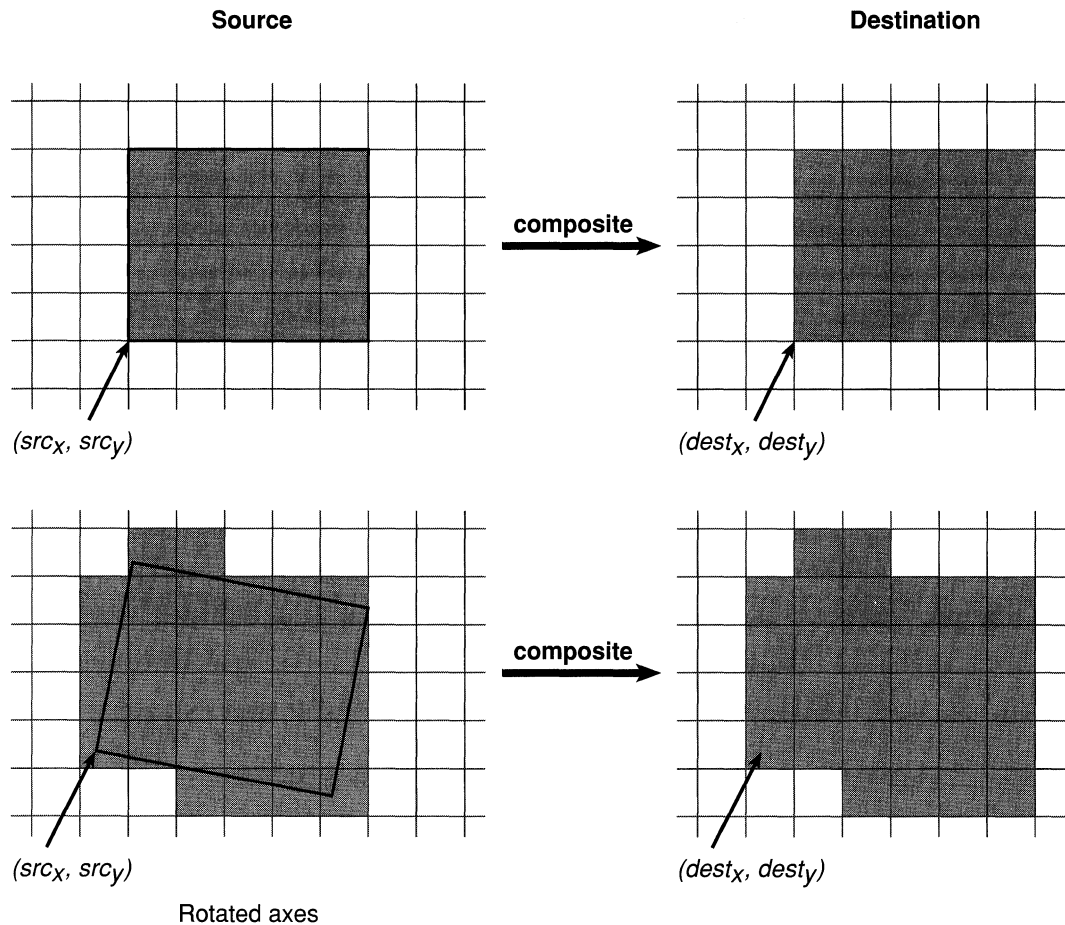 Source
Destination
composite
(srcx, srcy)
(destx, desty)
composite
(srcx, srcy)
(destx, desty)
Rotated axes